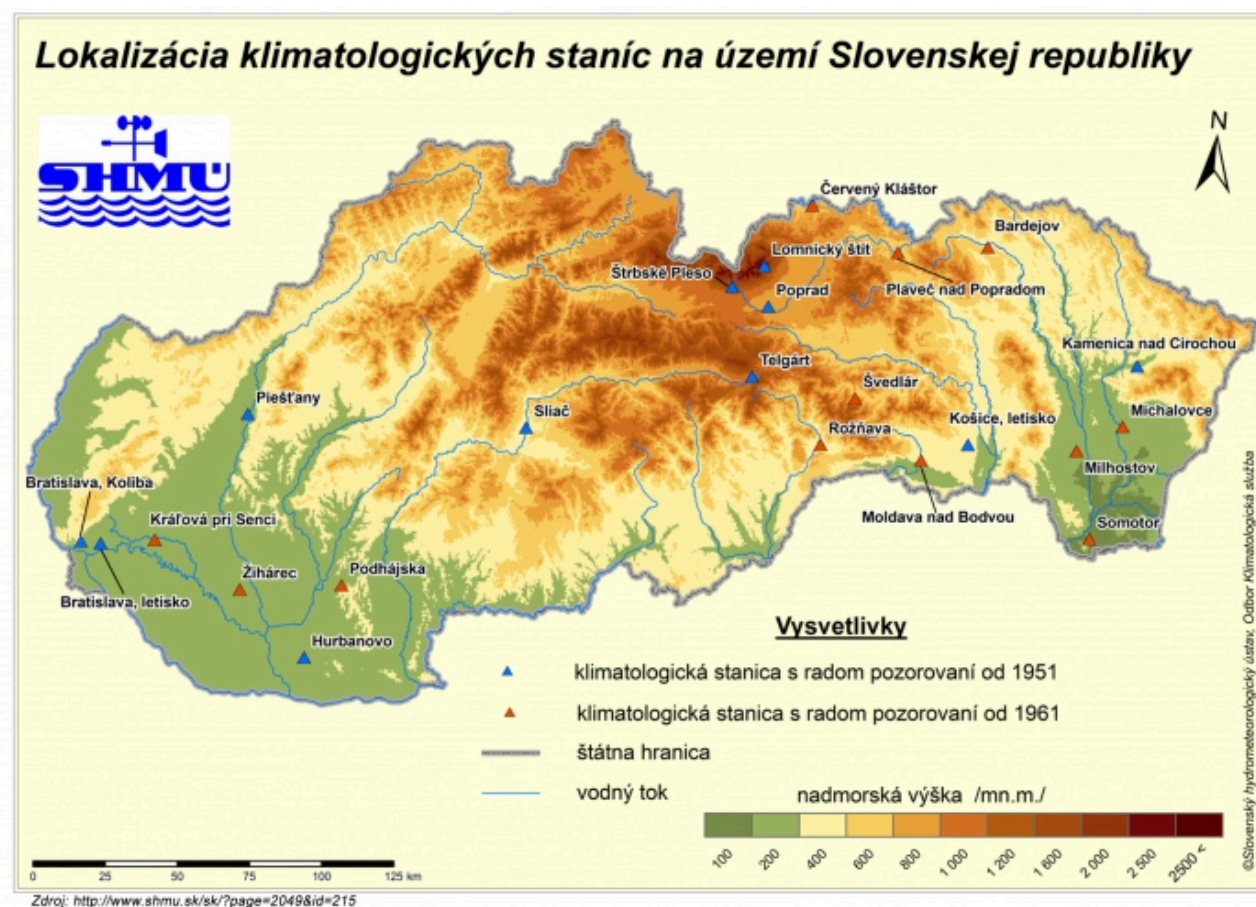 Lokalizácia klimatologických staníc na území Slovenskej republiky
SHMÚ
N
Červený Kláštor
Bardejov
Lomnický štít
Štrbské Pleso
Poprad
Plaveč nad Popradom
Kamenica nad Cirochou
Telgárt
Švedlár
Piešťany
Sliač
Košice, letisko
Michalovce
Rožňava
Bratislava, Koliba
Milhostov
Kráľová pri Senci
Moldava nad Bodvou
Somotor
Žihárec
Podhájska
Bratislava, letisko
Hurbanovo
Vysvetlivky
klimatologická stanica s radom pozorovaní od 1951
klimatologická stanica s radom pozorovaní od 1961
štátna hranica
vodný tok
nadmorská výška /mn.m./
100 200 400 600 800 1 000 1 200 1 600 2 000 2 500 2500 <
0 25 50 75 100 125 km
©Slovenský hydrometeorologický ústav, Odbor Klimatologická služba
Zdroj: http://www.shmu.sk/sk/?page=2049&id=215